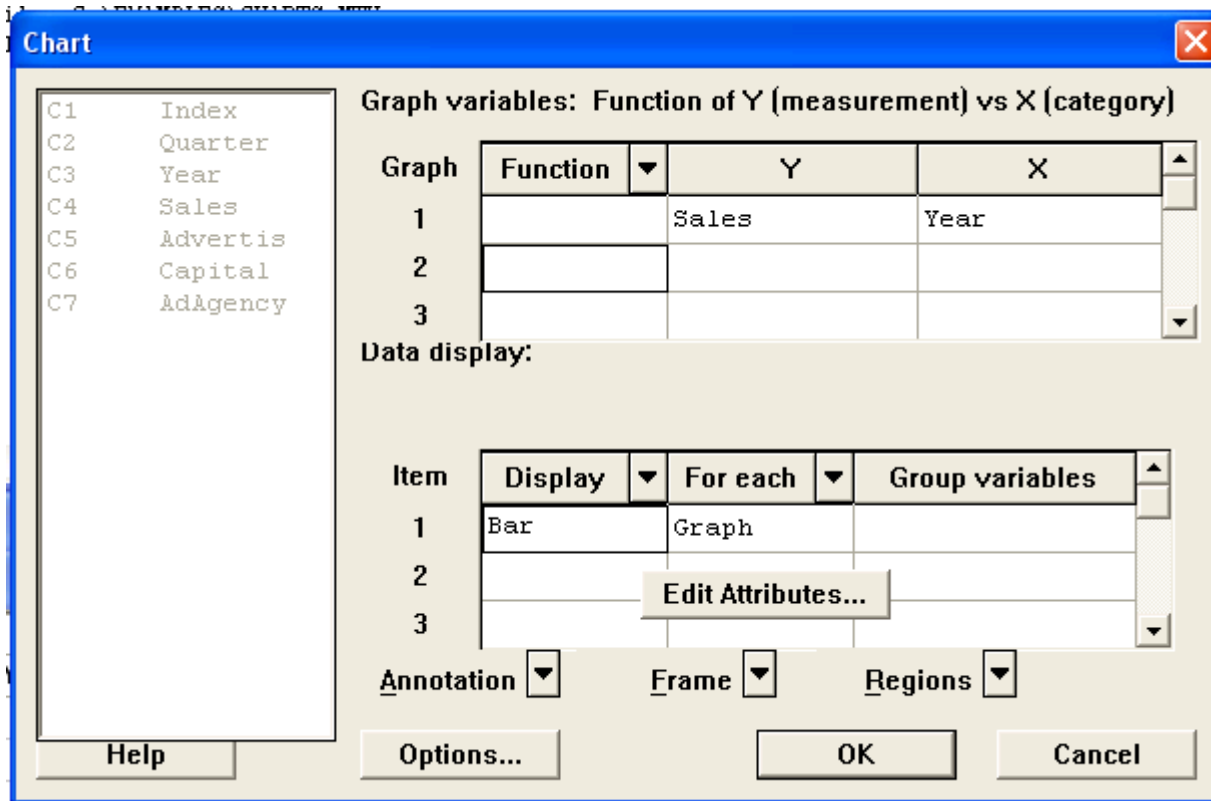 Chart
C1 Index
C2 Quarter
C3 Year
C4 Sales
C5 Advertis
C6 Capital
C7 AdAgency
Graph variables: Function of Y (measurement) vs X (category)
Graph Function Y X
1 Sales Year
2
3
Data display:
Item Display For each Group variables
1 Bar Graph
2
3
Edit Attributes...
Annotation Frame Regions
Help Options... OK Cancel